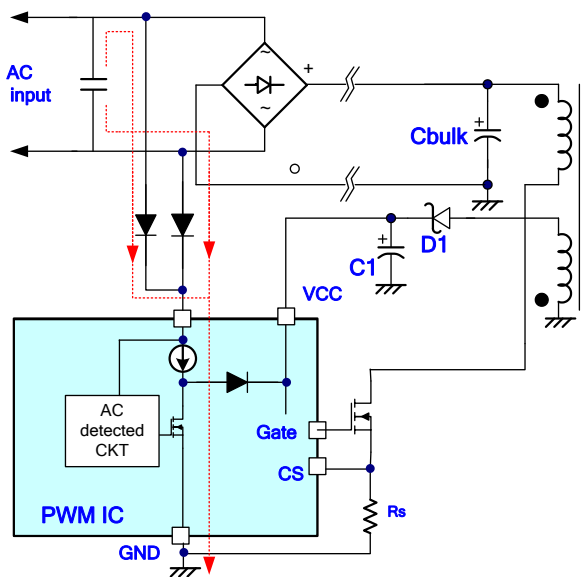 ~
+
AC
input
~
+
Cbulk
+
D1
C1
VCC
AC
detected
CKT
Gate
CS
PWM IC
Rs
GND